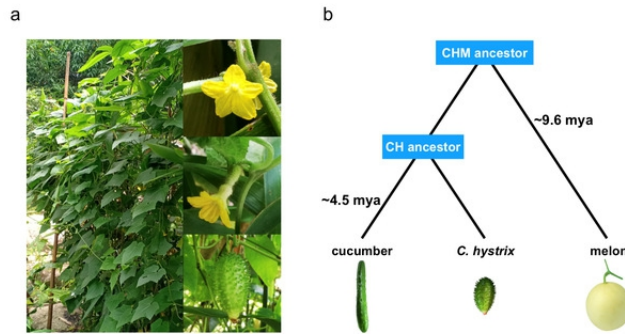 a
b
CHM ancestor
~9.6 mya
CH ancestor
~4.5 mya
cucumber
C. hystrix
melon